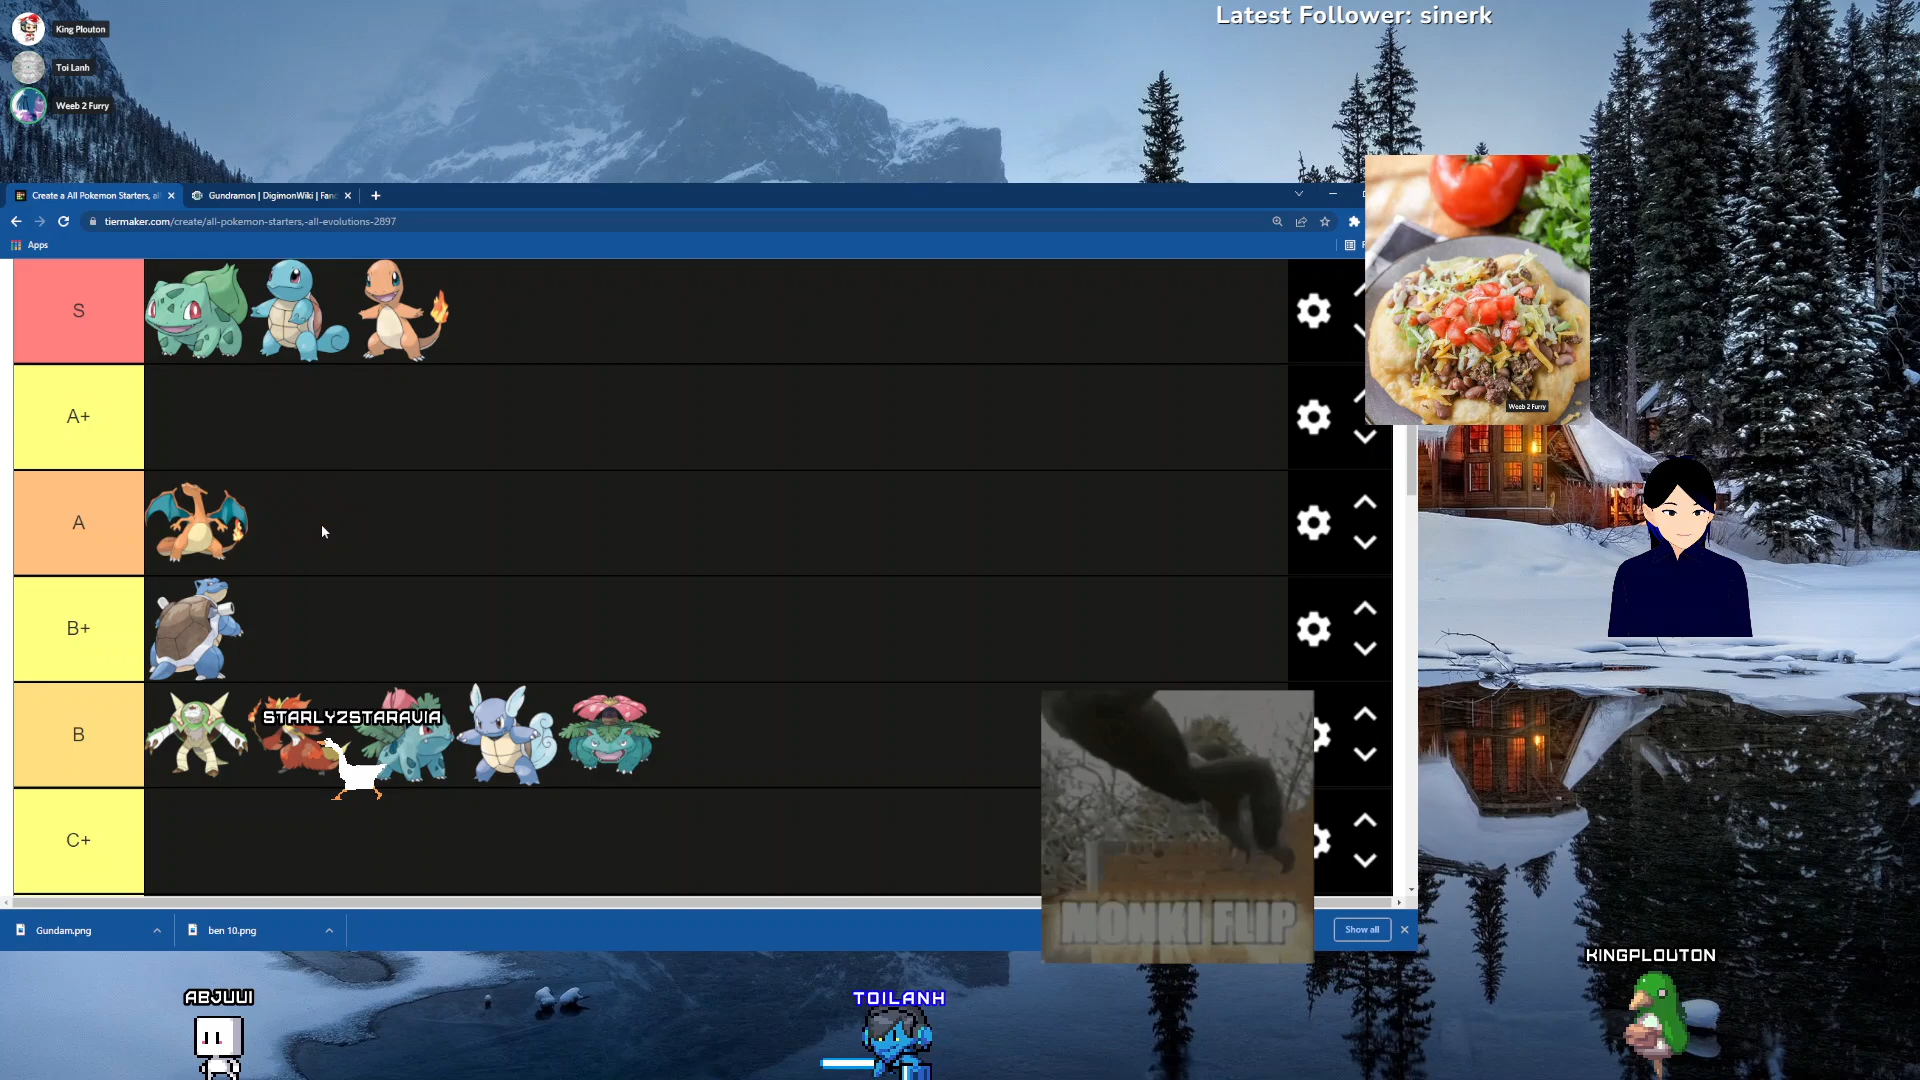 Latest Follower: sinerk
King Plouton
Toi Lanh
Weeb 2 Furry
Create a All Pokemon Starters, al
Gundramon | DigimonWiki | Fand
tiermaker.com/create/all-pokemon-starters,-all-evolutions-2897
Apps
S
A+
A
B+
B
C+
Weeb 2 Furry
STARLY2STARAVIA
MONKI FLIP
Gundam.png
ben 10.png
Show all
ABJUUI
TOILANH
KINGPLOUTON